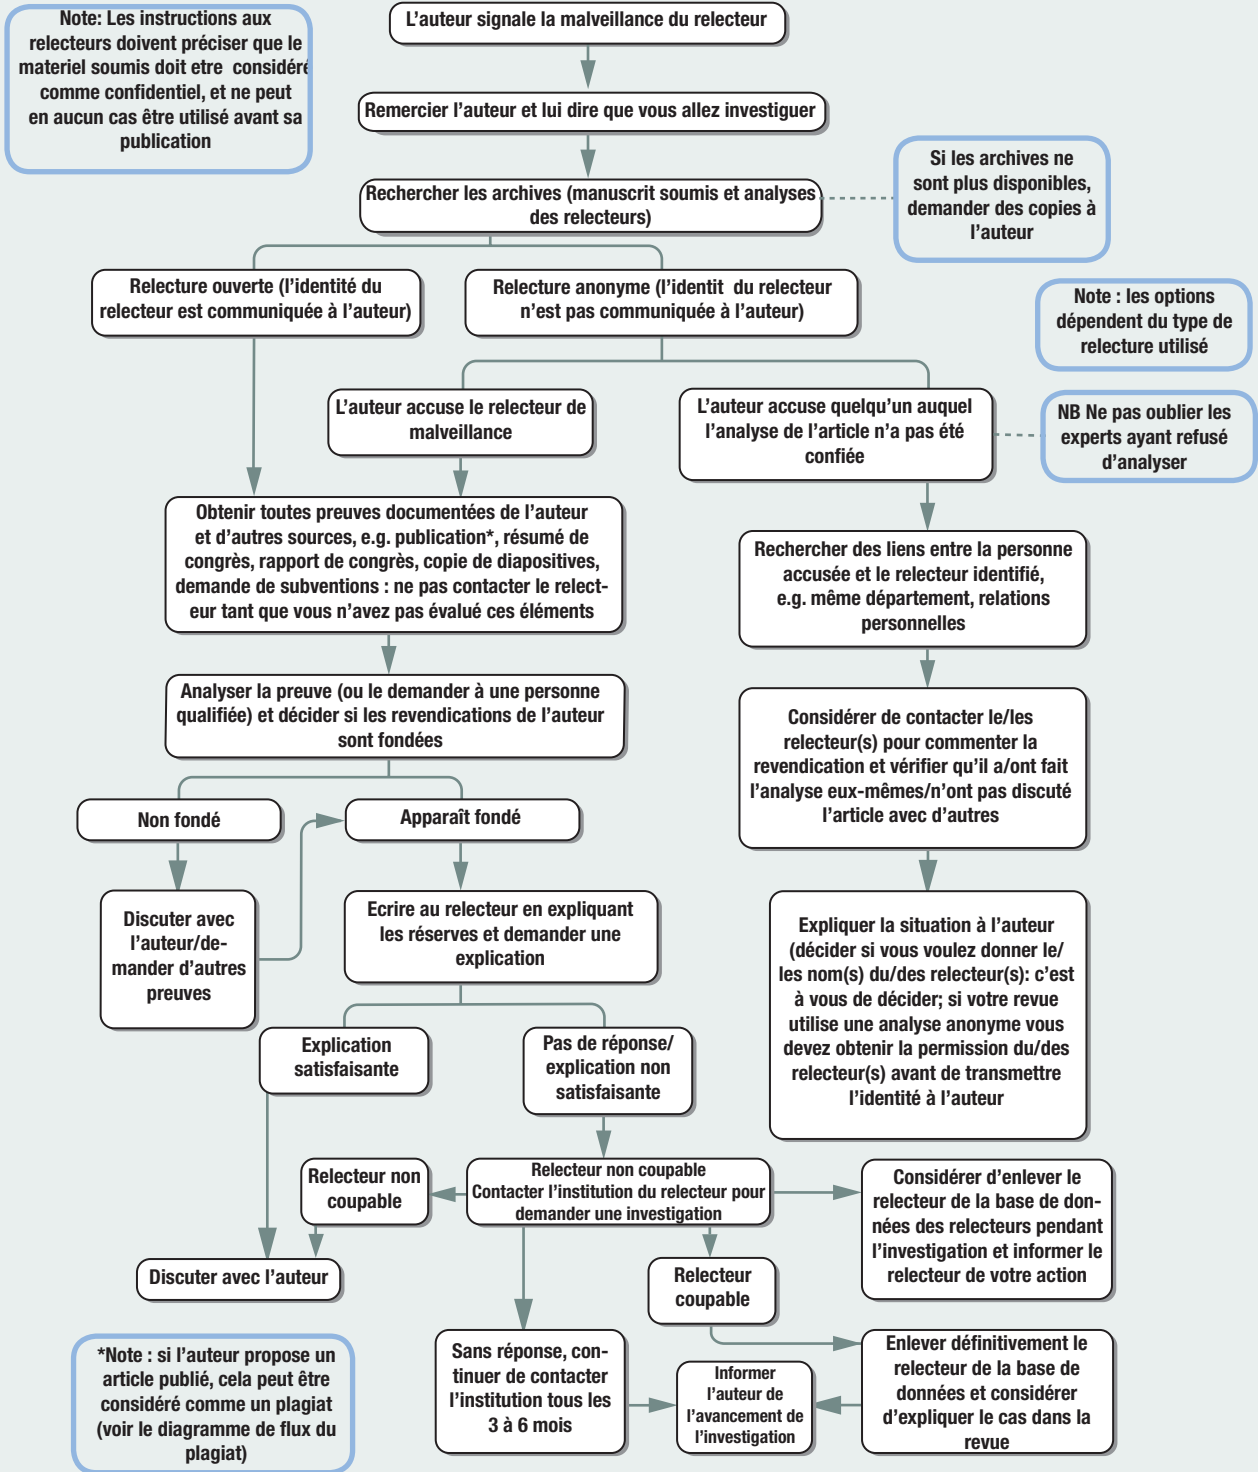 Note: Les instructions aux
relecteurs doivent préciser que le
materiel soumis doit etre considéré
comme confidentiel, et ne peut
en aucun cas être utilisé avant sa
publication
L'auteur signale la malveillance du relecteur
Remercier l'auteur et lui dire que vous allez investiguer
Rechercher les archives (manuscrit soumis et analyses
des relecteurs)
Si les archives ne
sont plus disponibles,
demander des copies à
l'auteur
Relecture ouverte (l'identité du
relecteur est communiquée à l'auteur)
Relecture anonyme (l'identit du relecteur
n'est pas communiquée à l'auteur)
Note : les options
dépendent du type de
relecture utilisé
L'auteur accuse le relecteur de
malveillance
L'auteur accuse quelqu'un auquel
l'analyse de l'article n'a pas été
confiée
NB Ne pas oublier les
experts ayant refusé
d'analyser
Obtenir toutes preuves documentées de l'auteur
et d'autres sources, e.g. publication*, résumé de
congrès, rapport de congrès, copie de diapositives,
demande de subventions : ne pas contacter le relect-
eur tant que vous n'avez pas évalué ces éléments
Rechercher des liens entre la personne
accusée et le relecteur identifié,
e.g. même département, relations
personnelles
Analyser la preuve (ou le demander à une personne
qualifiée) et décider si les revendications de l'auteur
sont fondées
Considérer de contacter le/les
relecteur(s) pour commenter la
revendication et vérifier qu'il a/ont fait
l'analyse eux-mêmes/n'ont pas discuté
l'article avec d'autres
Non fondé
Apparaît fondé
Discuter avec
l'auteur/de-
mander d'autres
preuves
Ecrire au relecteur en expliquant
les réserves et demander une
explication
Expliquer la situation à l'auteur
(décider si vous voulez donner le/
les nom(s) du/des relecteur(s): c'est
à vous de décider; si votre revue
utilise une analyse anonyme vous
devez obtenir la permission du/des
relecteur(s) avant de transmettre
l'identité à l'auteur
Explication
satisfaisante
Pas de réponse/
explication non
satisfaisante
Relecteur non
coupable
Relecteur non coupable
Contacter l'institution du relecteur pour
demander une investigation
Considérer d'enlever le
relecteur de la base de don-
nées des relecteurs pendant
l'investigation et informer le
relecteur de votre action
Discuter avec l'auteur
Relecteur
coupable
*Note : si l'auteur propose un
article publié, cela peut être
considéré comme un plagiat
(voir le diagramme de flux du
plagiat)
Sans réponse, con-
tinuer de contacter
l'institution tous les
3 à 6 mois
Informer
l'auteur de
l'avancement de
l'investigation
Enlever définitivement le
relecteur de la base de
données et considérer
d'expliquer le cas dans la
revue